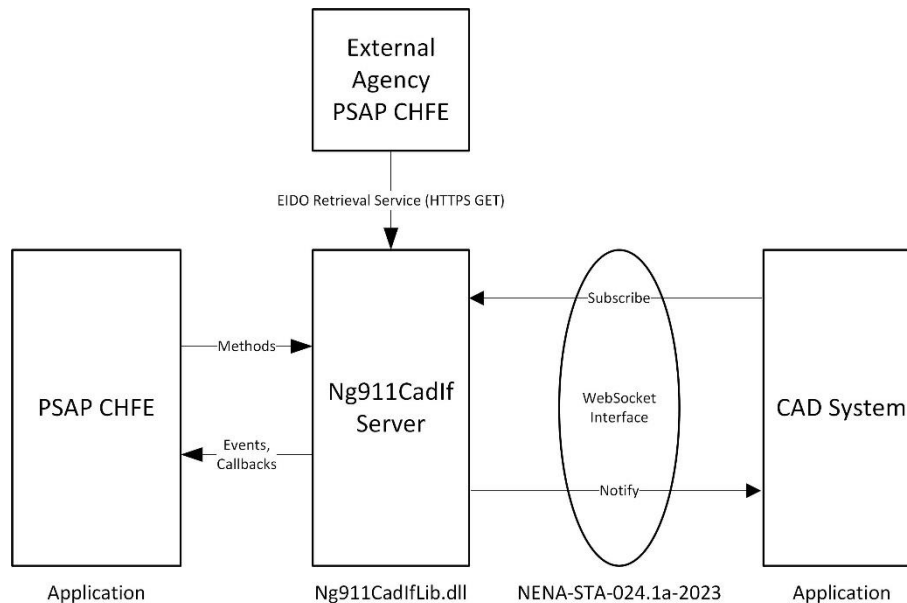 External
Agency
PSAP CHFE
EIDO Retrieval Service (HTTPS GET)
Subscribe
Methods
PSAP CHFE
Ng911CadIf
Server
WebSocket
Interface
CAD System
Events,
Callbacks
Notify
Application
Ng911CadIfLib.dll
NENA-STA-024.1a-2023
Application